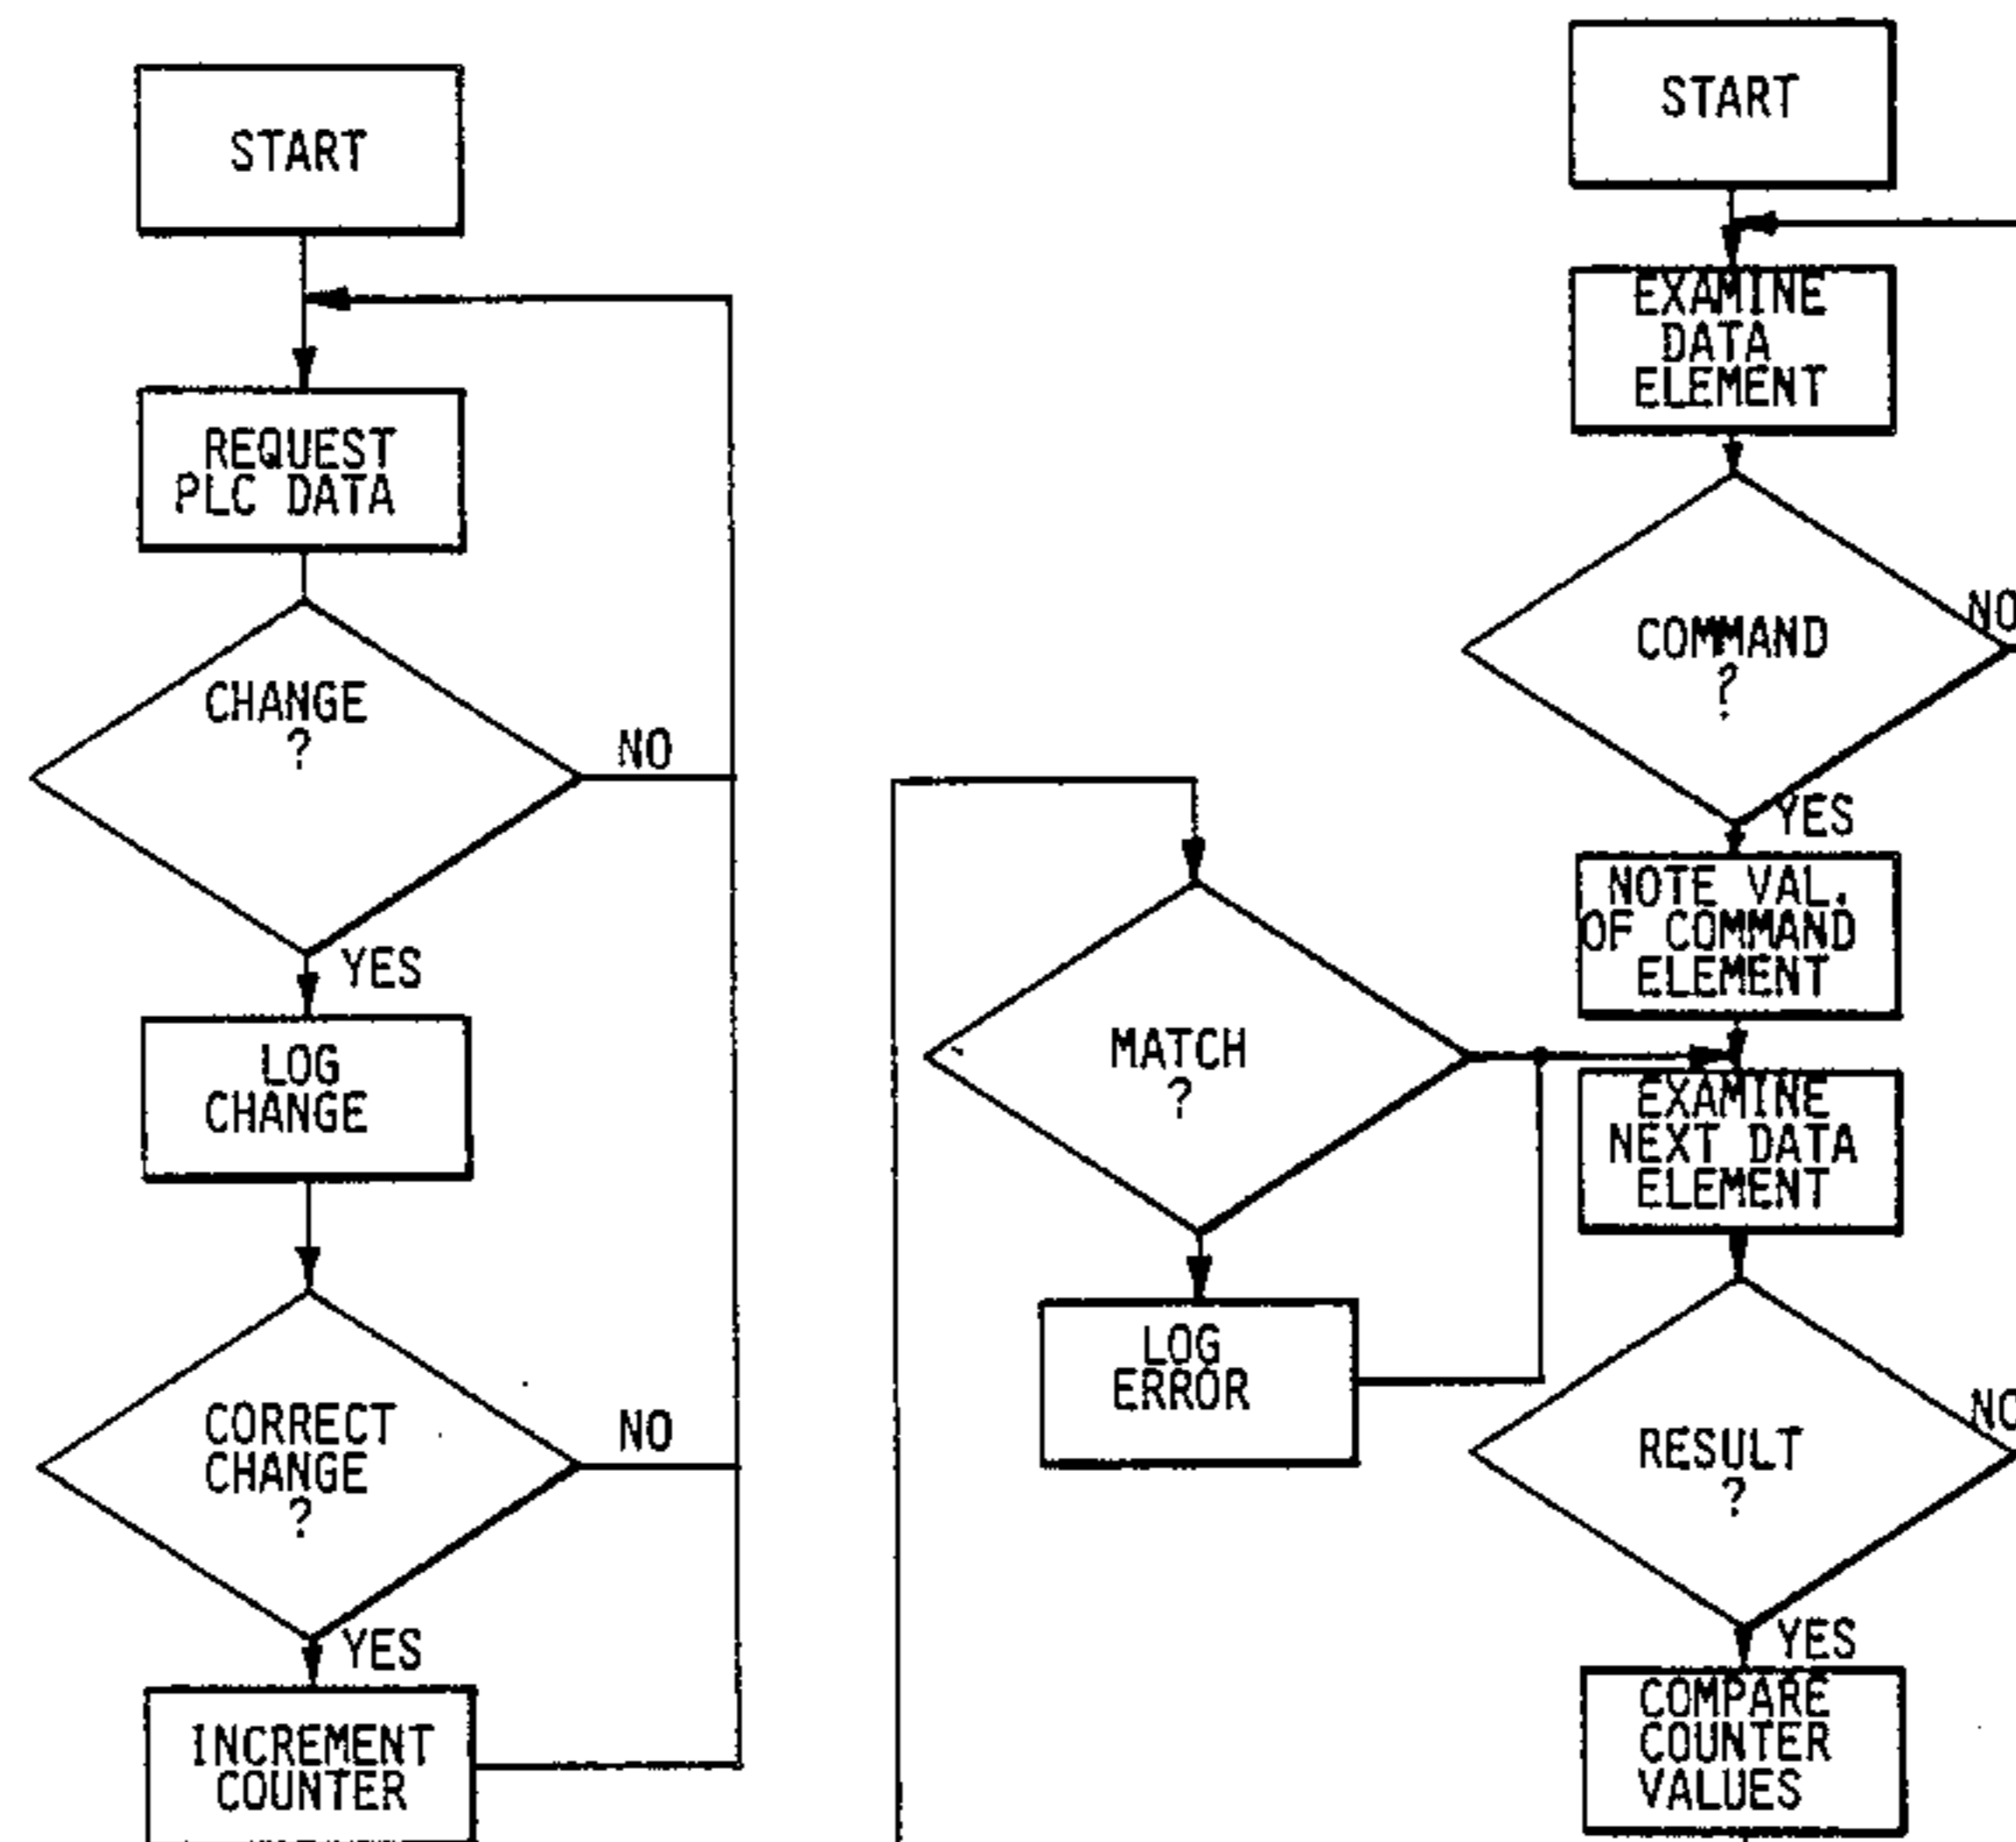 START
REQUEST
PLC DATA
CHANGE
?
NO
YES
LOG
CHANGE
CORRECT
CHANGE
?
NO
YES
INCREMENT
COUNTER
MATCH
?
LOG
ERROR
START
EXAMINE
DATA
ELEMENT
COMMAND
?
NO
YES
NOTE VAL.
OF COMMAND
ELEMENT
EXAMINE
NEXT DATA
ELEMENT
RESULT
?
NO
YES
COMPARE
COUNTER
VALUES